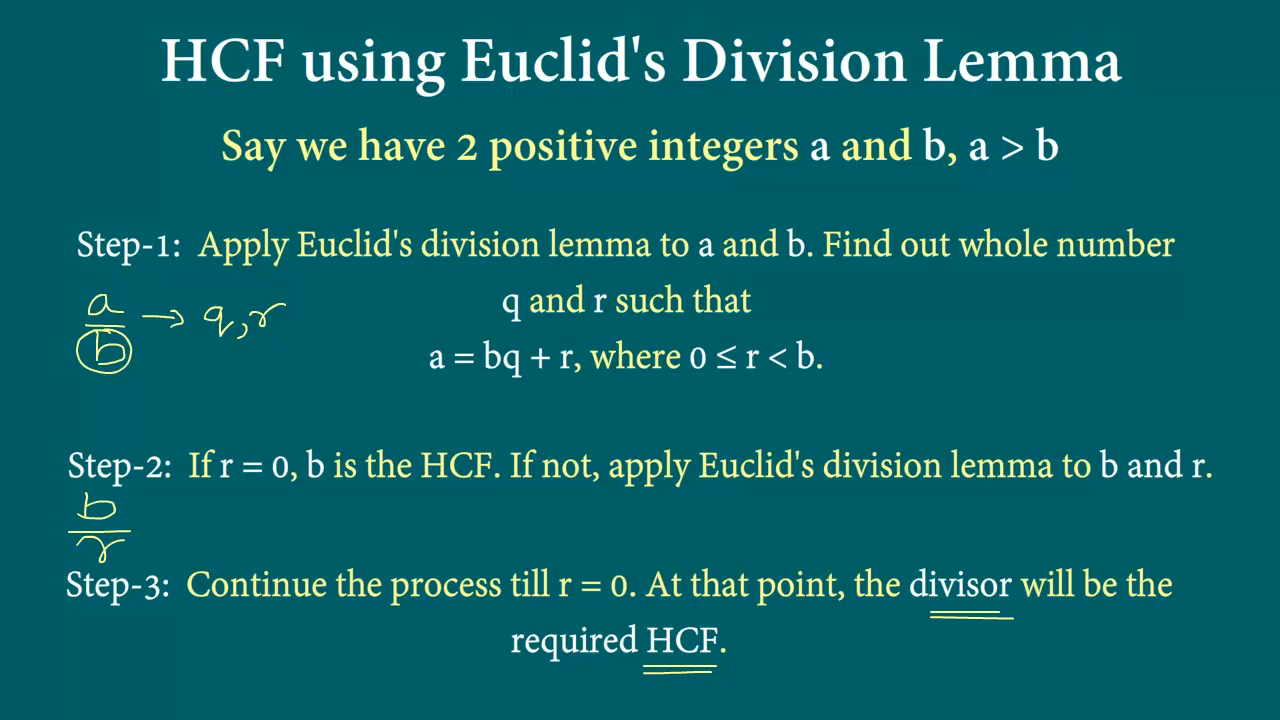 HCF using Euclid's Division Lemma
Say we have 2 positive integers a and b, a > b
Step-1: Apply Euclid's division lemma to a and b. Find out whole number
q and r such that
a/b → q, r
a = bq + r, where 0 ≤ r < b.
Step-2: If r = 0, b is the HCF. If not, apply Euclid's division lemma to b and r.
b/r
Step-3: Continue the process till r = 0. At that point, the divisor will be the
required HCF.